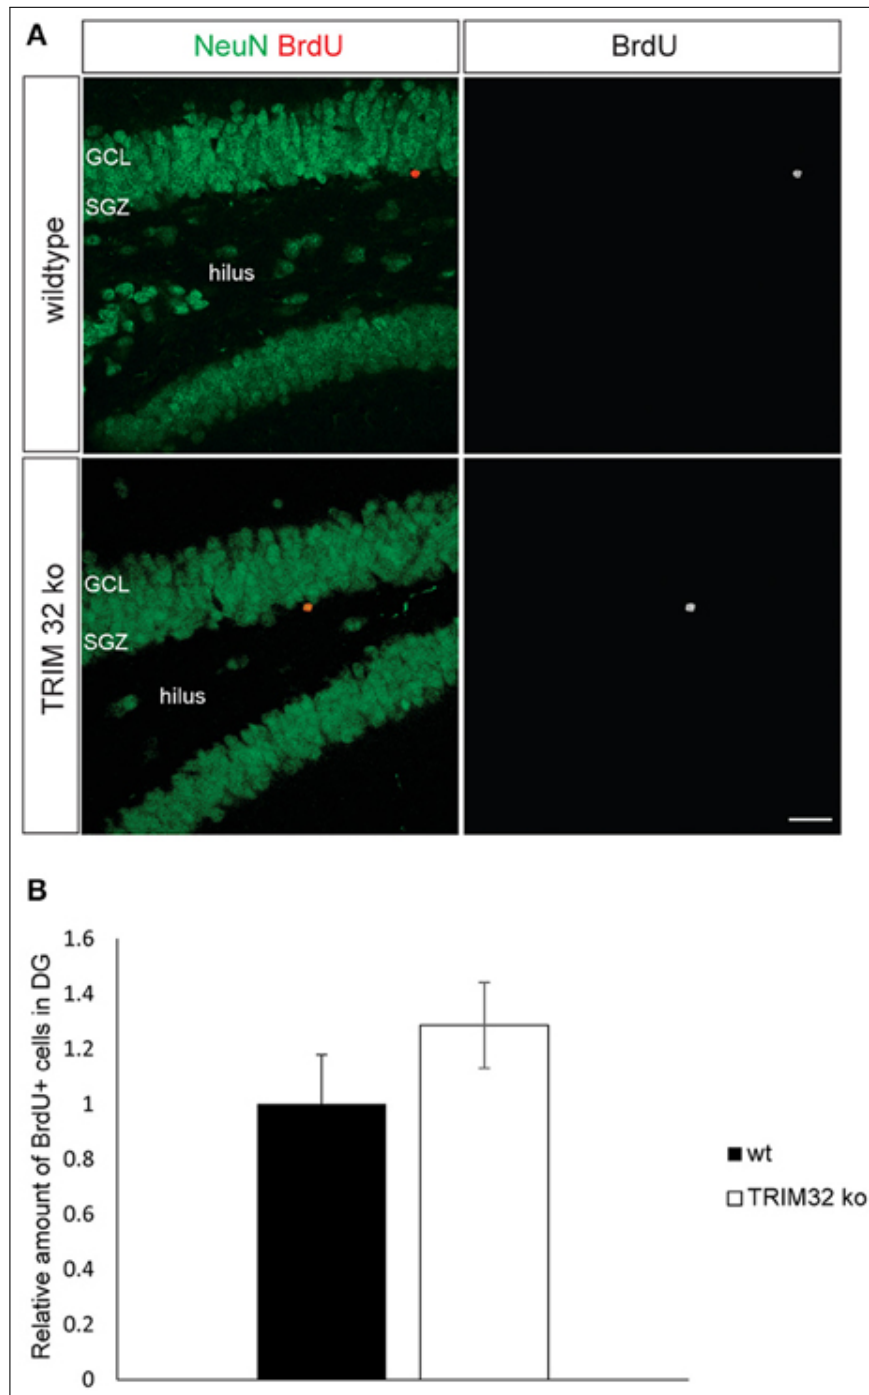 A
NeuN BrdU
BrdU
wildtype
GCL
SGZ
hilus
TRIM 32 ko
GCL
SGZ
hilus
B
Relative amount of BrdU+ cells in DG
1.6
1.4
1.2
1
0.8
0.6
0.4
0.2
0
wt
TRIM32 ko